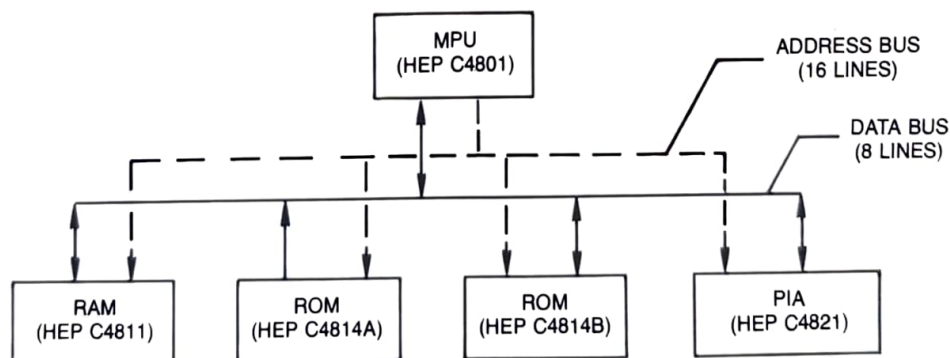 MPU
(HEP C4801)
ADDRESS BUS
(16 LINES)
DATA BUS
(8 LINES)
RAM
(HEP C4811)
ROM
(HEP C4814A)
ROM
(HEP C4814B)
PIA
(HEP C4821)